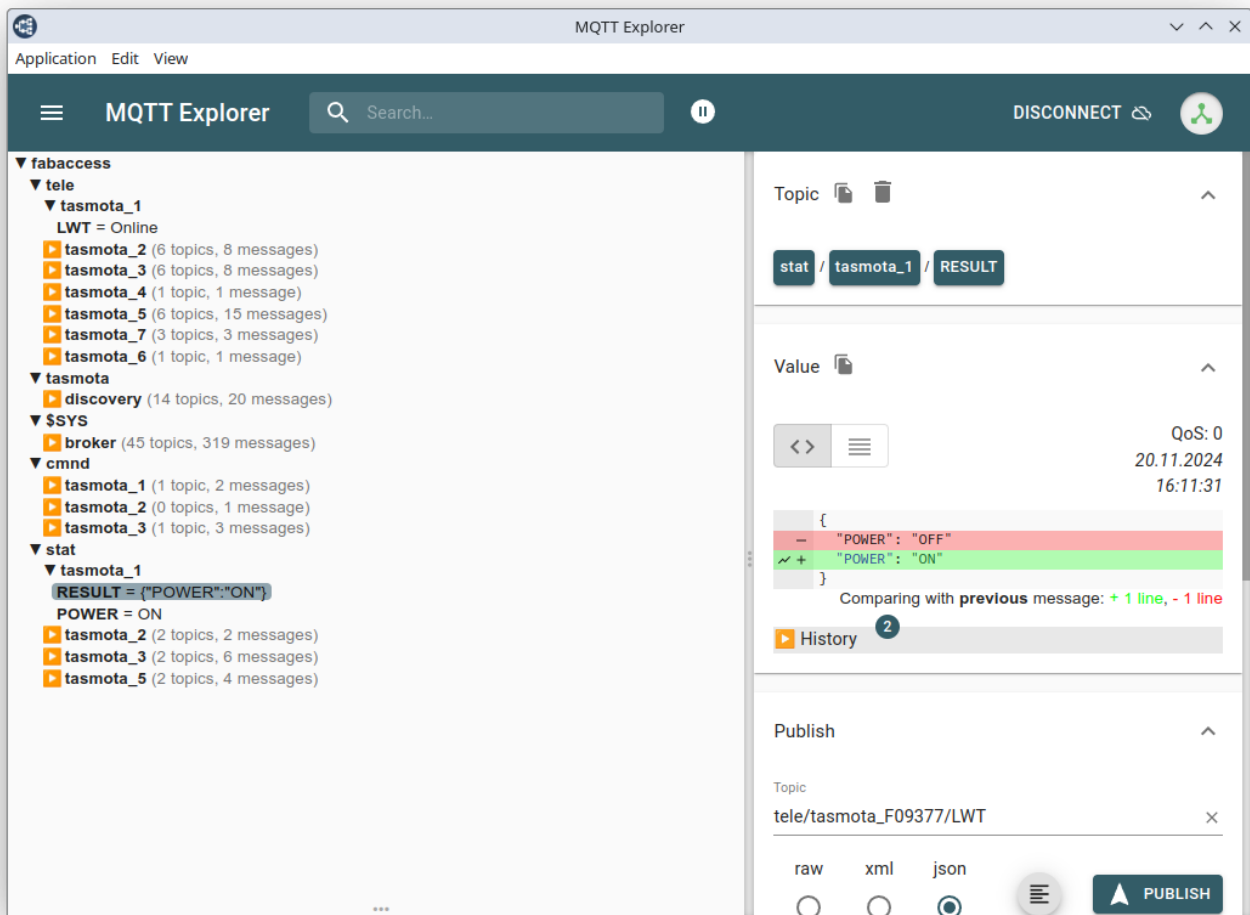 MQTT Explorer
Application Edit View
MQTT Explorer
Search...
DISCONNECT
▼ fabaccess
▼ tele
▼ tasmota_1
LWT = Online
tasmota_2 (6 topics, 8 messages)
tasmota_3 (6 topics, 8 messages)
tasmota_4 (1 topic, 1 message)
tasmota_5 (6 topics, 15 messages)
tasmota_7 (3 topics, 3 messages)
tasmota_6 (1 topic, 1 message)
▼ tasmota
discovery (14 topics, 20 messages)
▼ $SYS
broker (45 topics, 319 messages)
▼ cmnd
tasmota_1 (1 topic, 2 messages)
tasmota_2 (0 topics, 1 message)
tasmota_3 (1 topic, 3 messages)
▼ stat
▼ tasmota_1
RESULT = {"POWER":"ON"}
POWER = ON
tasmota_2 (2 topics, 2 messages)
tasmota_3 (2 topics, 6 messages)
tasmota_5 (2 topics, 4 messages)
Topic
stat / tasmota_1 / RESULT
Value
QoS: 0
20.11.2024
16:11:31
{
- "POWER": "OFF"
+ "POWER": "ON"
}
Comparing with previous message: + 1 line, - 1 line
History 2
Publish
Topic
tele/tasmota_F09377/LWT
raw xml json
PUBLISH